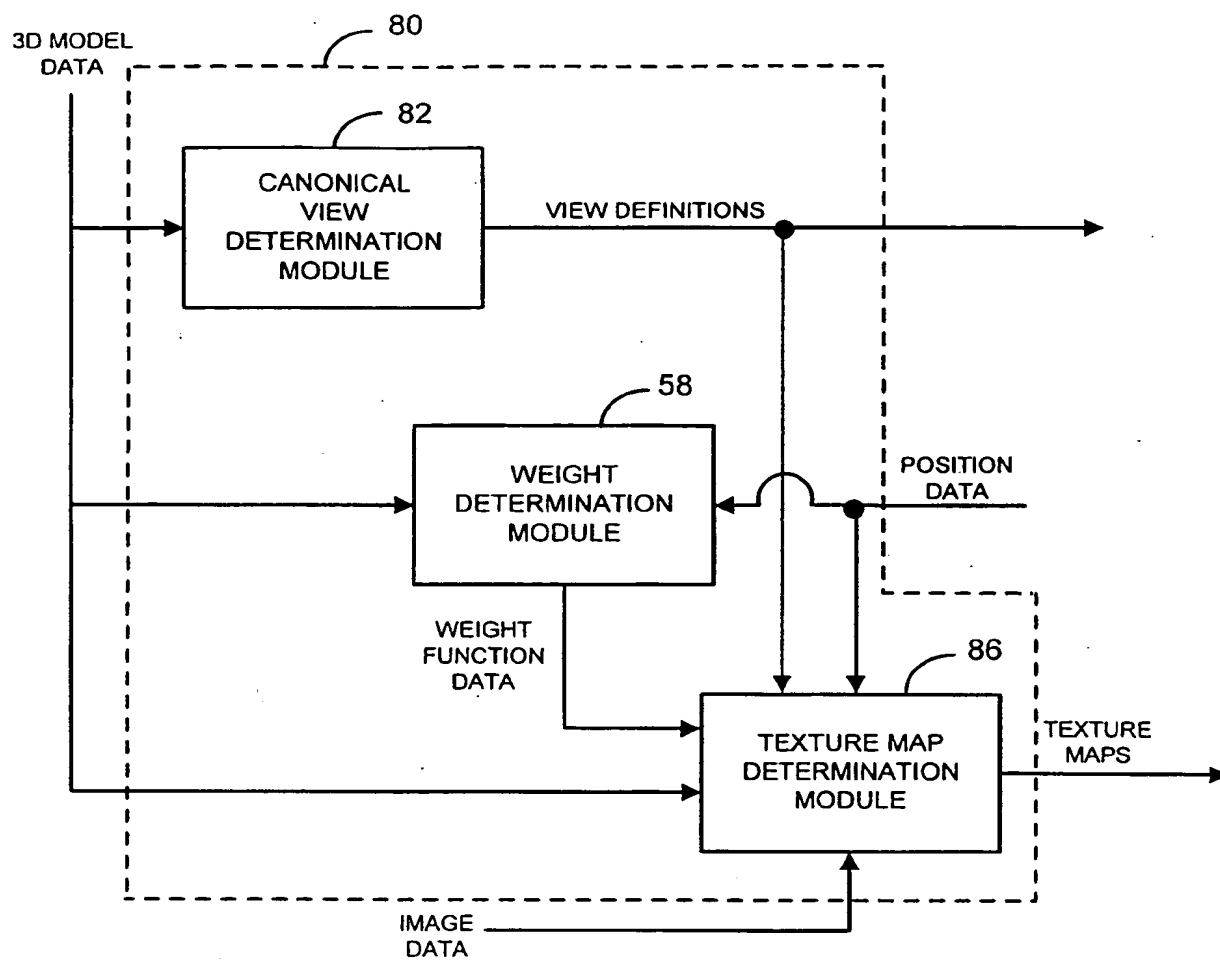 80
3D MODEL
DATA
82
CANONICAL
VIEW
DETERMINATION
MODULE
VIEW DEFINITIONS
58
WEIGHT
DETERMINATION
MODULE
POSITION
DATA
WEIGHT
FUNCTION
DATA
86
TEXTURE MAP
DETERMINATION
MODULE
TEXTURE
MAPS
IMAGE
DATA